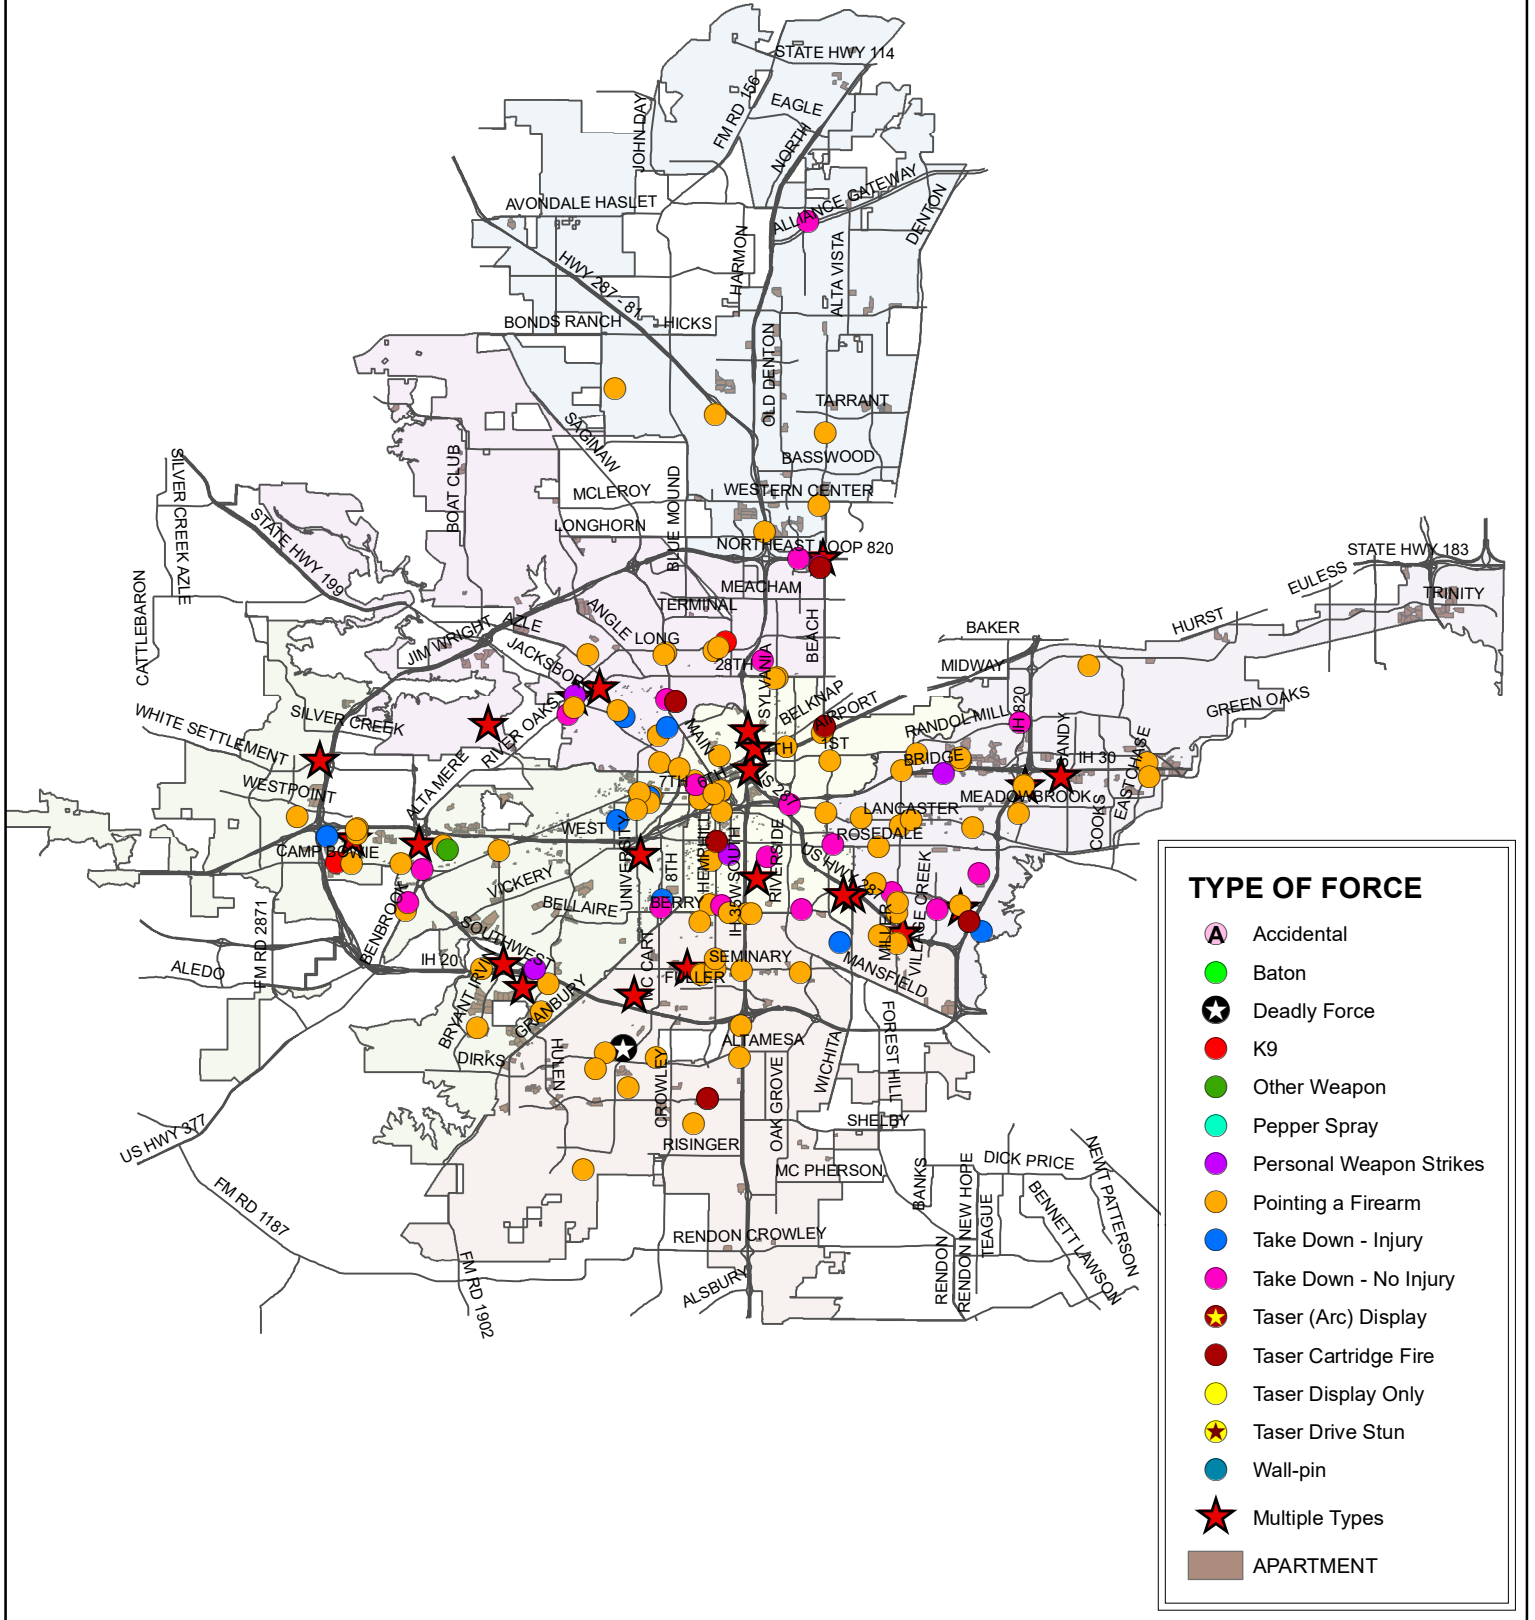 STATE HWY 114
FM RD 156
EAGLE
JOHN DAY
NORTH
AVONDALE HASLET
ALLIANCE GATEWAY
DENTON
HARMON
ALTA VISTA
HWY 287 - 81
BONDS RANCH
HICKS
OLD DENTON
TARRANT
SAGINAW
BASSWOOD
BOAT CLUB
BLUE MOUND
MCLEROY
WESTERN CENTER
SILVER CREEK AZLE
STATE HWY 199
LONGHORN
NORTHEAST LOOP 820
STATE HWY 183
MEACHAM
EULESS
TRINITY
CATTLEBARON
TERMINAL
ANGLE
AZLE
JIM WRIGHT
LONG
BEACH
BAKER
HURST
JACKSBORO
28TH
MIDWAY
SYLVANIA
GREEN OAKS
BELKNAP
AIRPORT
WHITE SETTLEMENT
SILVER CREEK
RIVER OAKS
MAIN
RANDOL MILL
IH 820
SANDY
4TH
1ST
BRIDGE
IH 30
EASTCHASE
WESTPOINT
ALTAMERE
7TH
6TH
US 287
MEADOWBROOK
COOKS
LANCASTER
WEST
UNIVERSITY
ROSEDALE
CAMP BOWIE
HEMPHILL
IH 35W SOUTH
RIVERSIDE
US HWY 287
VICKERY
8TH
VILLAGE CREEK
BELLAIRE
BERRY
MILLER
BENBROOK
FM RD 2871
SOUTHWEST
IH 20
MC CART
SEMINARY
FULLER
MANSFIELD
ALEDO
BRYANT IRVIN
GRANBURY
DIRKS
HULEN
ALTAMESA
CROWLEY
OAK GROVE
WICHITA
FOREST HILL
US HWY 377
SHELBY
RISINGER
MC PHERSON
BANKS
DICK PRICE
NEWT PATTERSON
FM RD 1187
RENDON NEW HOPE
TEAGUE
BENNETT LAWSON
RENDON CROWLEY
RENDON
FM RD 1902
ALSBURY
TYPE OF FORCE
A Accidental
Baton
Deadly Force
K9
Other Weapon
Pepper Spray
Personal Weapon Strikes
Pointing a Firearm
Take Down - Injury
Take Down - No Injury
Taser (Arc) Display
Taser Cartridge Fire
Taser Display Only
Taser Drive Stun
Wall-pin
Multiple Types
APARTMENT